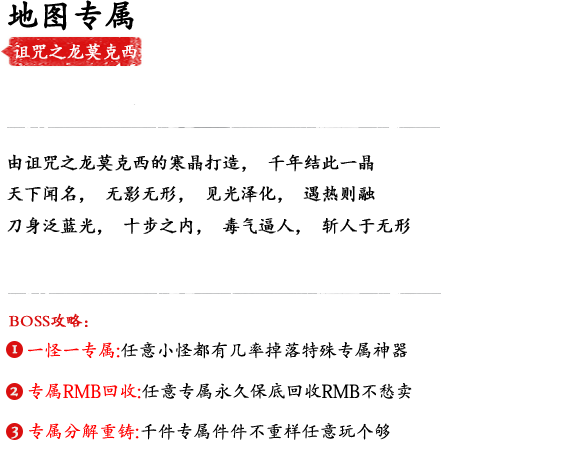 地图专属
诅咒之龙莫克西
由诅咒之龙莫克西的寒晶打造， 千年结此一晶
天下闻名， 无影无形， 见光泽化， 遇热则融
刀身泛蓝光， 十步之内， 毒气逼人， 斩人于无形
BOSS攻略：
1 一怪一专属:任意小怪都有几率掉落特殊专属神器
2 专属RMB回收:任意专属永久保底回收RMB不愁卖
3 专属分解重铸:千件专属件件不重样任意玩个够